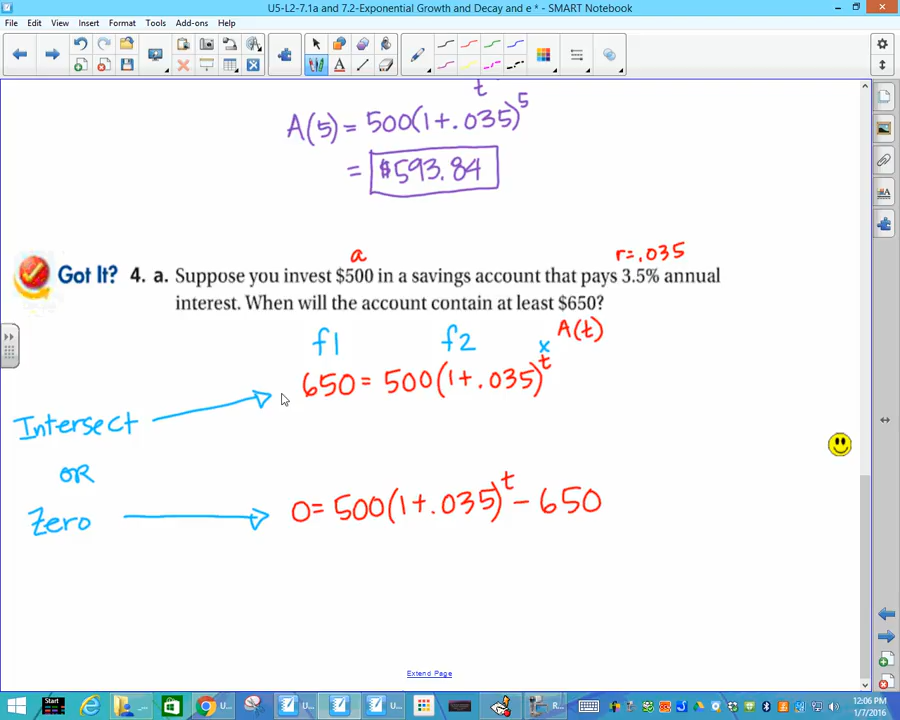 U5-L2-7.1a and 7.2-Exponential Growth and Decay and e * - SMART Notebook
File Edit View Insert Format Tools Add-ons Help
t
A(5) = 500(1+.035)^5
= $593.84
a
r=.035
Got It? 4. a. Suppose you invest $500 in a savings account that pays 3.5% annual
interest. When will the account contain at least $650?
f1 f2 x A(t)
650 = 500(1+.035)^t
Intersect
OR
Zero
0=500(1+.035)^t - 650
Extend Page
Start U... U... U... R...
12:06 PM
1/7/2016